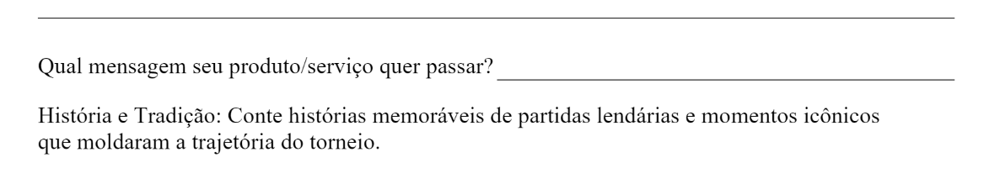 Qual mensagem seu produto/serviço quer passar?
História e Tradição: Conte histórias memoráveis de partidas lendárias e momentos icônicos
que moldaram a trajetória do torneio.